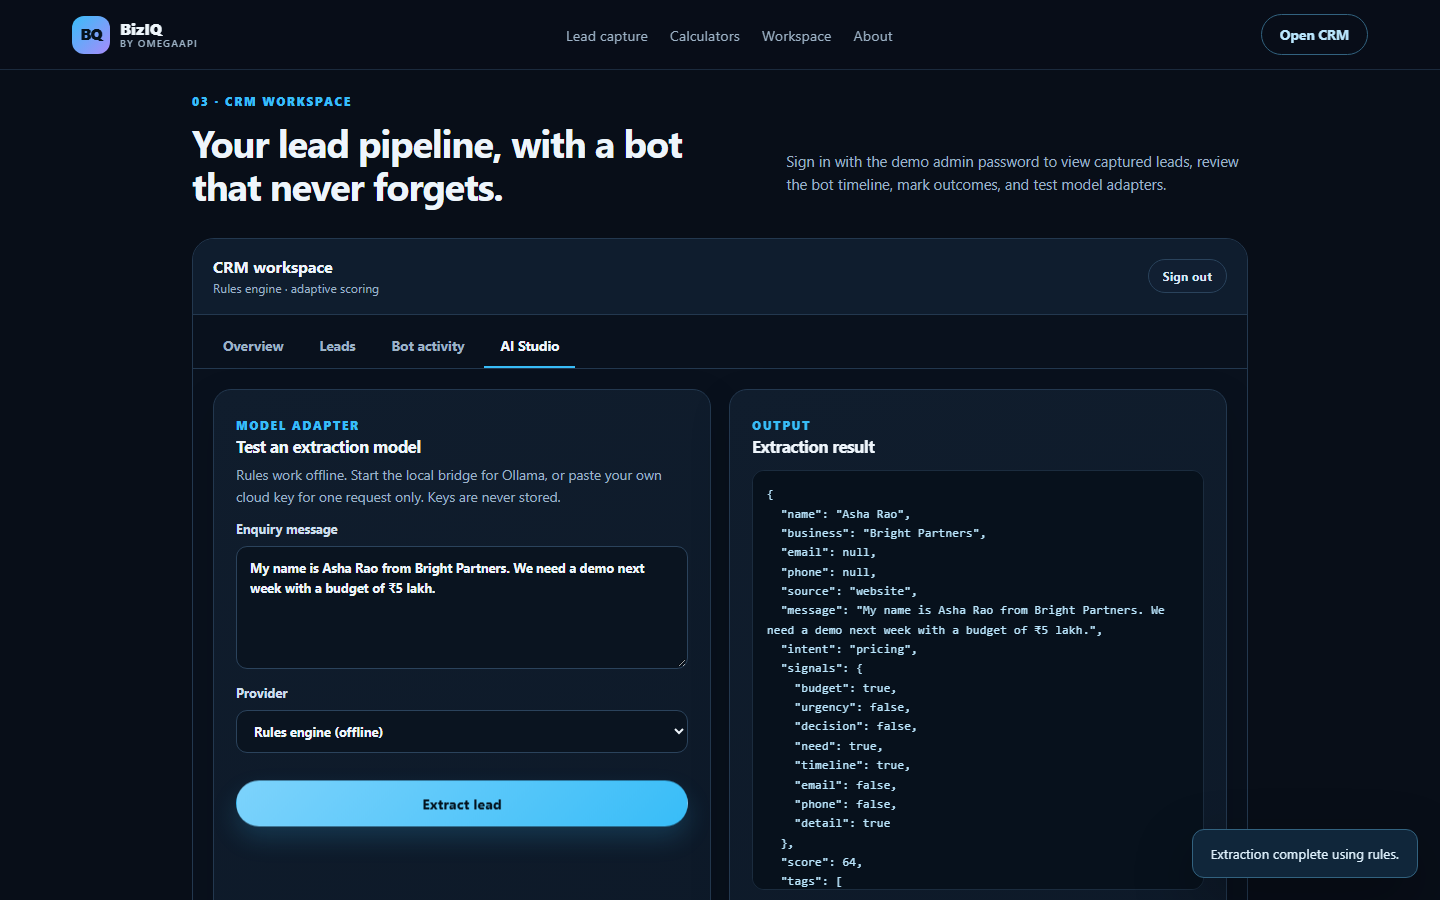 BQ
BizIQ
BY OMEGAAPI
Lead capture
Calculators
Workspace
About
Open CRM
03 · CRM WORKSPACE
Your lead pipeline, with a bot
that never forgets.
Sign in with the demo admin password to view captured leads, review
the bot timeline, mark outcomes, and test model adapters.
CRM workspace
Rules engine · adaptive scoring
Sign out
Overview
Leads
Bot activity
AI Studio
MODEL ADAPTER
Test an extraction model
Rules work offline. Start the local bridge for Ollama, or paste your own
cloud key for one request only. Keys are never stored.
Enquiry message
My name is Asha Rao from Bright Partners. We need a demo next
week with a budget of ₹5 lakh.
Provider
Rules engine (offline)
Extract lead
OUTPUT
Extraction result
{
"name": "Asha Rao",
"business": "Bright Partners",
"email": null,
"phone": null,
"source": "website",
"message": "My name is Asha Rao from Bright Partners. We
need a demo next week with a budget of ₹5 lakh.",
"intent": "pricing",
"signals": {
"budget": true,
"urgency": false,
"decision": false,
"need": true,
"timeline": true,
"email": false,
"phone": false,
"detail": true
},
"score": 64,
"tags": [
Extraction complete using rules.